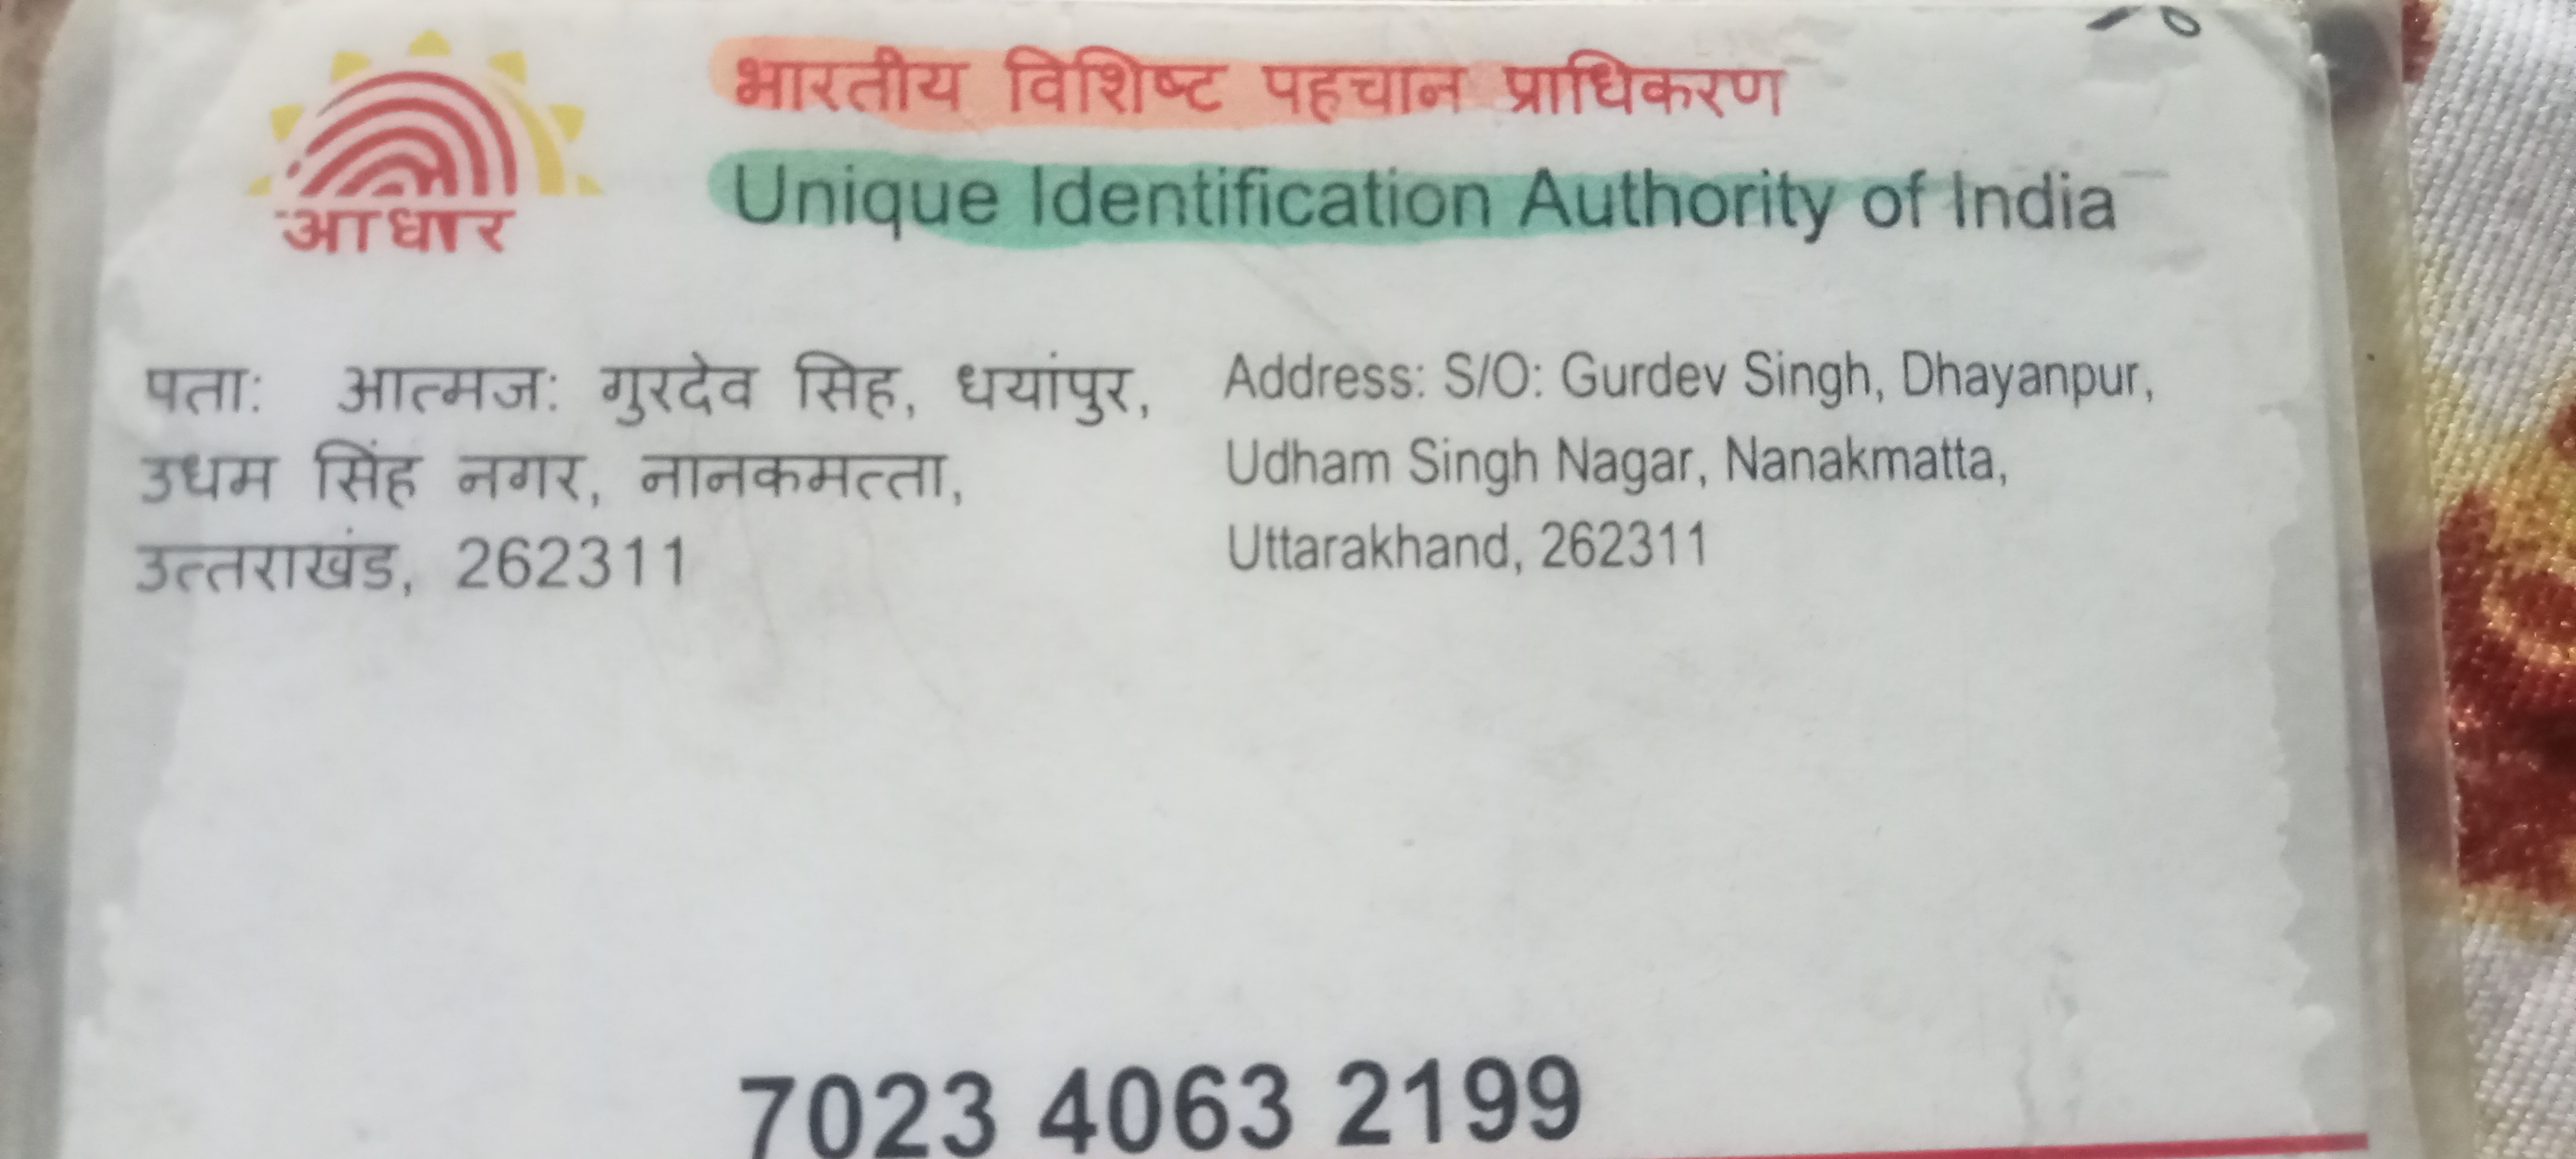 भारतीय विशिष्ट पहचान प्राधिकरण
Unique Identification Authority of India
आधार
पता: आत्मज: गुरदेव सिह, धयांपुर,
उधम सिंह नगर, नानकमत्ता,
उत्तराखंड, 262311
Address: S/O: Gurdev Singh, Dhayanpur,
Udham Singh Nagar, Nanakmatta,
Uttarakhand, 262311
7023 4063 2199